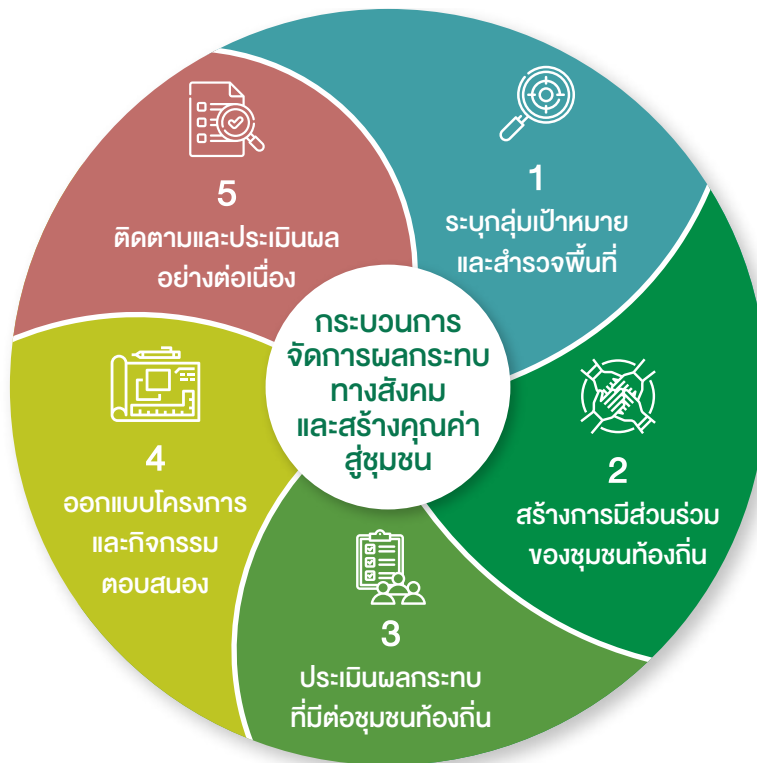 กระบวนการ
จัดการผลกระทบ
ทางสังคม
และสร้างคุณค่า
สู่ชุมชน
1
ระบุกลุ่มเป้าหมาย
และสำรวจพื้นที่
2
สร้างการมีส่วนร่วม
ของชุมชนท้องถิ่น
3
ประเมินผลกระทบ
ที่มีต่อชุมชนท้องถิ่น
4
ออกแบบโครงการ
และกิจกรรม
ตอบสนอง
5
ติดตามและประเมินผล
อย่างต่อเนื่อง